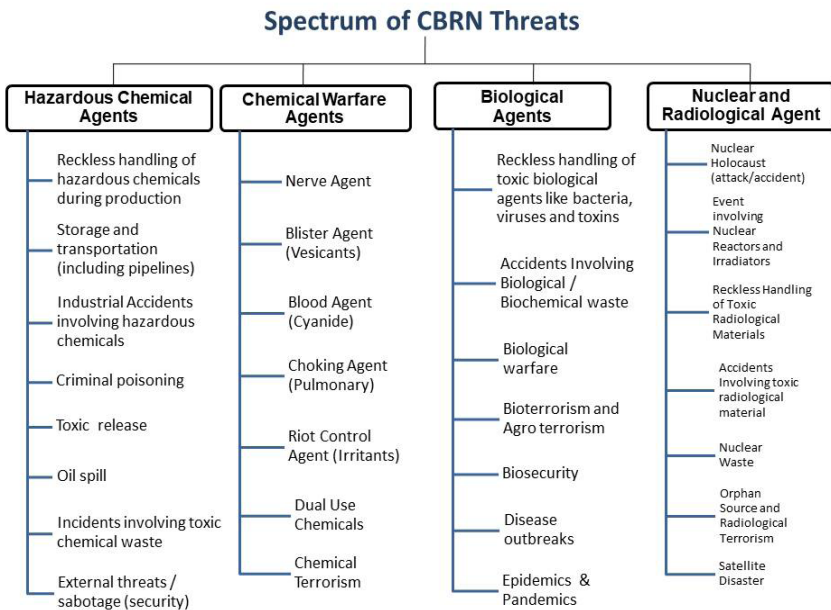 Spectrum of CBRN Threats
Hazardous Chemical
Agents
Reckless handling of
hazardous chemicals
during production
Storage and
transportation
(including pipelines)
Industrial Accidents
involving hazardous
chemicals
Criminal poisoning
Toxic release
Oil spill
Incidents involving toxic
chemical waste
External threats /
sabotage (security)
Chemical Warfare
Agents
Nerve Agent
Blister Agent
(Vesicants)
Blood Agent
(Cyanide)
Choking Agent
(Pulmonary)
Riot Control
Agent (Irritants)
Dual Use
Chemicals
Chemical
Terrorism
Biological
Agents
Reckless handling of
toxic biological
agents like bacteria,
viruses and toxins
Accidents Involving
Biological /
Biochemical waste
Biological
warfare
Bioterrorism and
Agro terrorism
Biosecurity
Disease
outbreaks
Epidemics &
Pandemics
Nuclear and
Radiological Agent
Nuclear
Holocaust
(attack/accident)
Event
involving
Nuclear
Reactors and
Irradiators
Reckless Handling
of Toxic
Radiological
Materials
Accidents
Involving toxic
radiological
material
Nuclear
Waste
Orphan
Source and
Radiological
Terrorism
Satellite
Disaster